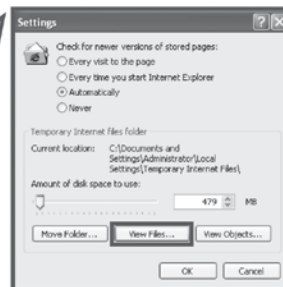 Settings
Check for newer versions of stored pages:
Every visit to the page
Every time you start Internet Explorer
Automatically
Never
Temporary Internet files folder
Current location: C:\Documents and
Settings\Administrator\Local
Settings\Temporary Internet Files\
Amount of disk space to use:
479 MB
Move Folder... View Files... View Objects...
OK Cancel